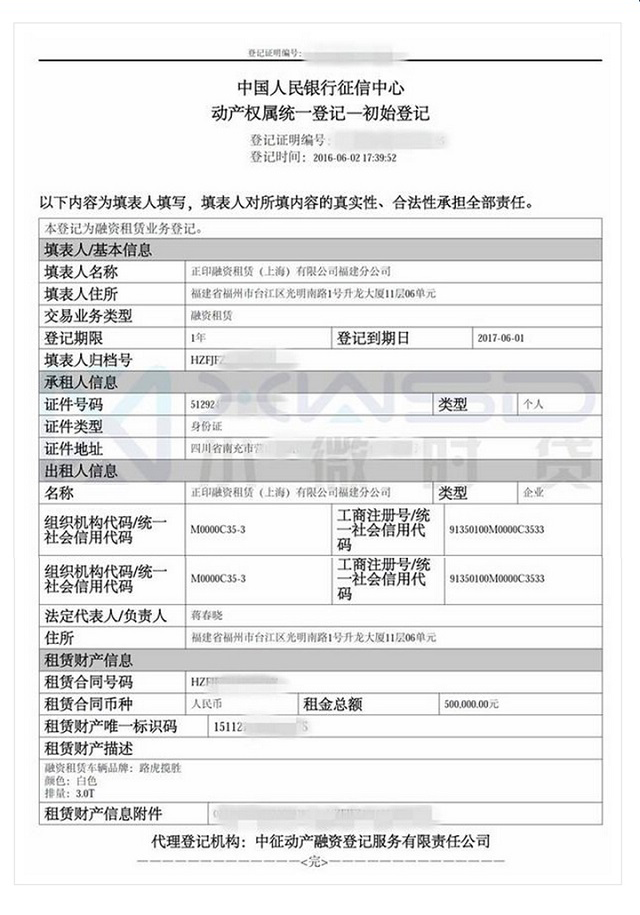 登记证明编号:
中国人民银行征信中心
动产权属统一登记—初始登记
登记证明编号:
登记时间: 2016-06-02 17:39:52
以下内容为填表人填写，填表人对所填内容的真实性、合法性承担全部责任。
本登记为融资租赁业务登记。
填表人/基本信息
填表人名称 正印融资租赁（上海）有限公司福建分公司
填表人住所 福建省福州市台江区光明南路1号升龙大厦11层06单元
交易业务类型 融资租赁
登记期限 1年 登记到期日 2017-06-01
填表人归档号 HZFJFZ
承租人信息
证件号码 51292 类型 个人
证件类型 身份证
证件地址 四川省南充市
出租人信息
名称 正印融资租赁（上海）有限公司福建分公司 类型 企业
组织机构代码/统一社会信用代码 M0000C35-3 工商注册号/统一社会信用代码 91350100M0000C3533
组织机构代码/统一社会信用代码 M0000C35-3 工商注册号/统一社会信用代码 91350100M0000C3533
法定代表人/负责人 蒋春晓
住所 福建省福州市台江区光明南路1号升龙大厦11层06单元
租赁财产信息
租赁合同号码 HZF
租赁合同币种 人民币 租金总额 500,000.00元
租赁财产唯一标识码 15112
租赁财产描述
融资租赁车辆品牌: 路虎揽胜
颜色: 白色
排量: 3.0T
租赁财产信息附件
代理登记机构: 中征动产融资登记服务有限责任公司
<完>
XWSD
小微时贷